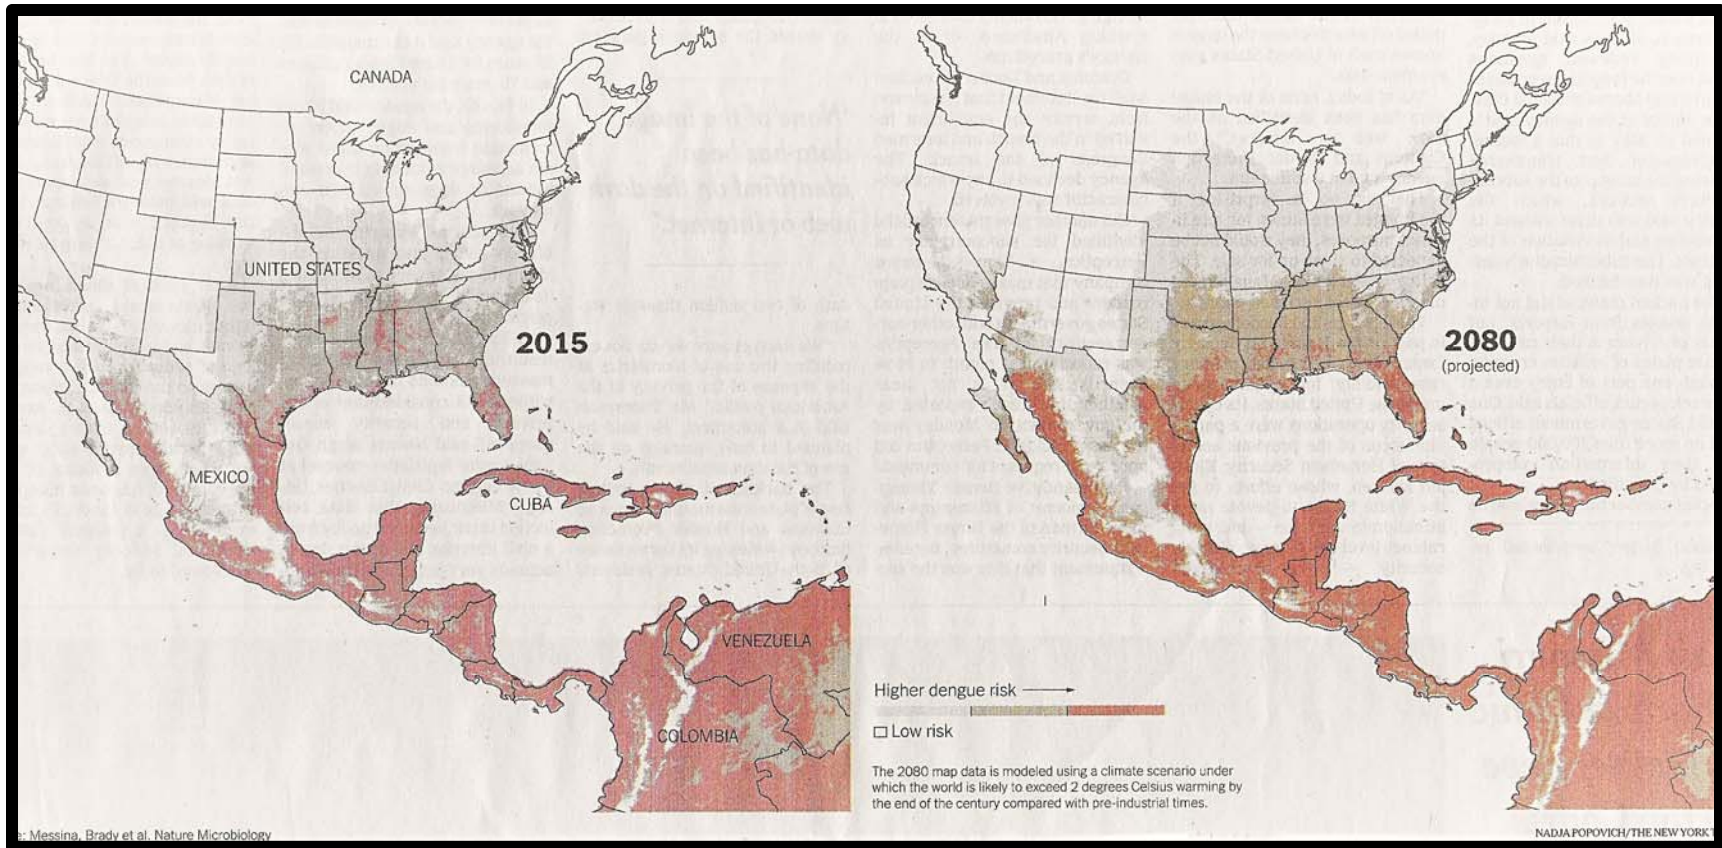 CANADA
UNITED STATES
2015
MEXICO
CUBA
VENEZUELA
COLOMBIA
2080
(projected)
Higher dengue risk
Low risk
The 2080 map data is modeled using a climate scenario under
which the world is likely to exceed 2 degrees Celsius warming by
the end of the century compared with pre-industrial times.
e: Messina, Brady et al. Nature Microbiology
NADJA POPOVICH/THE NEW YORK T